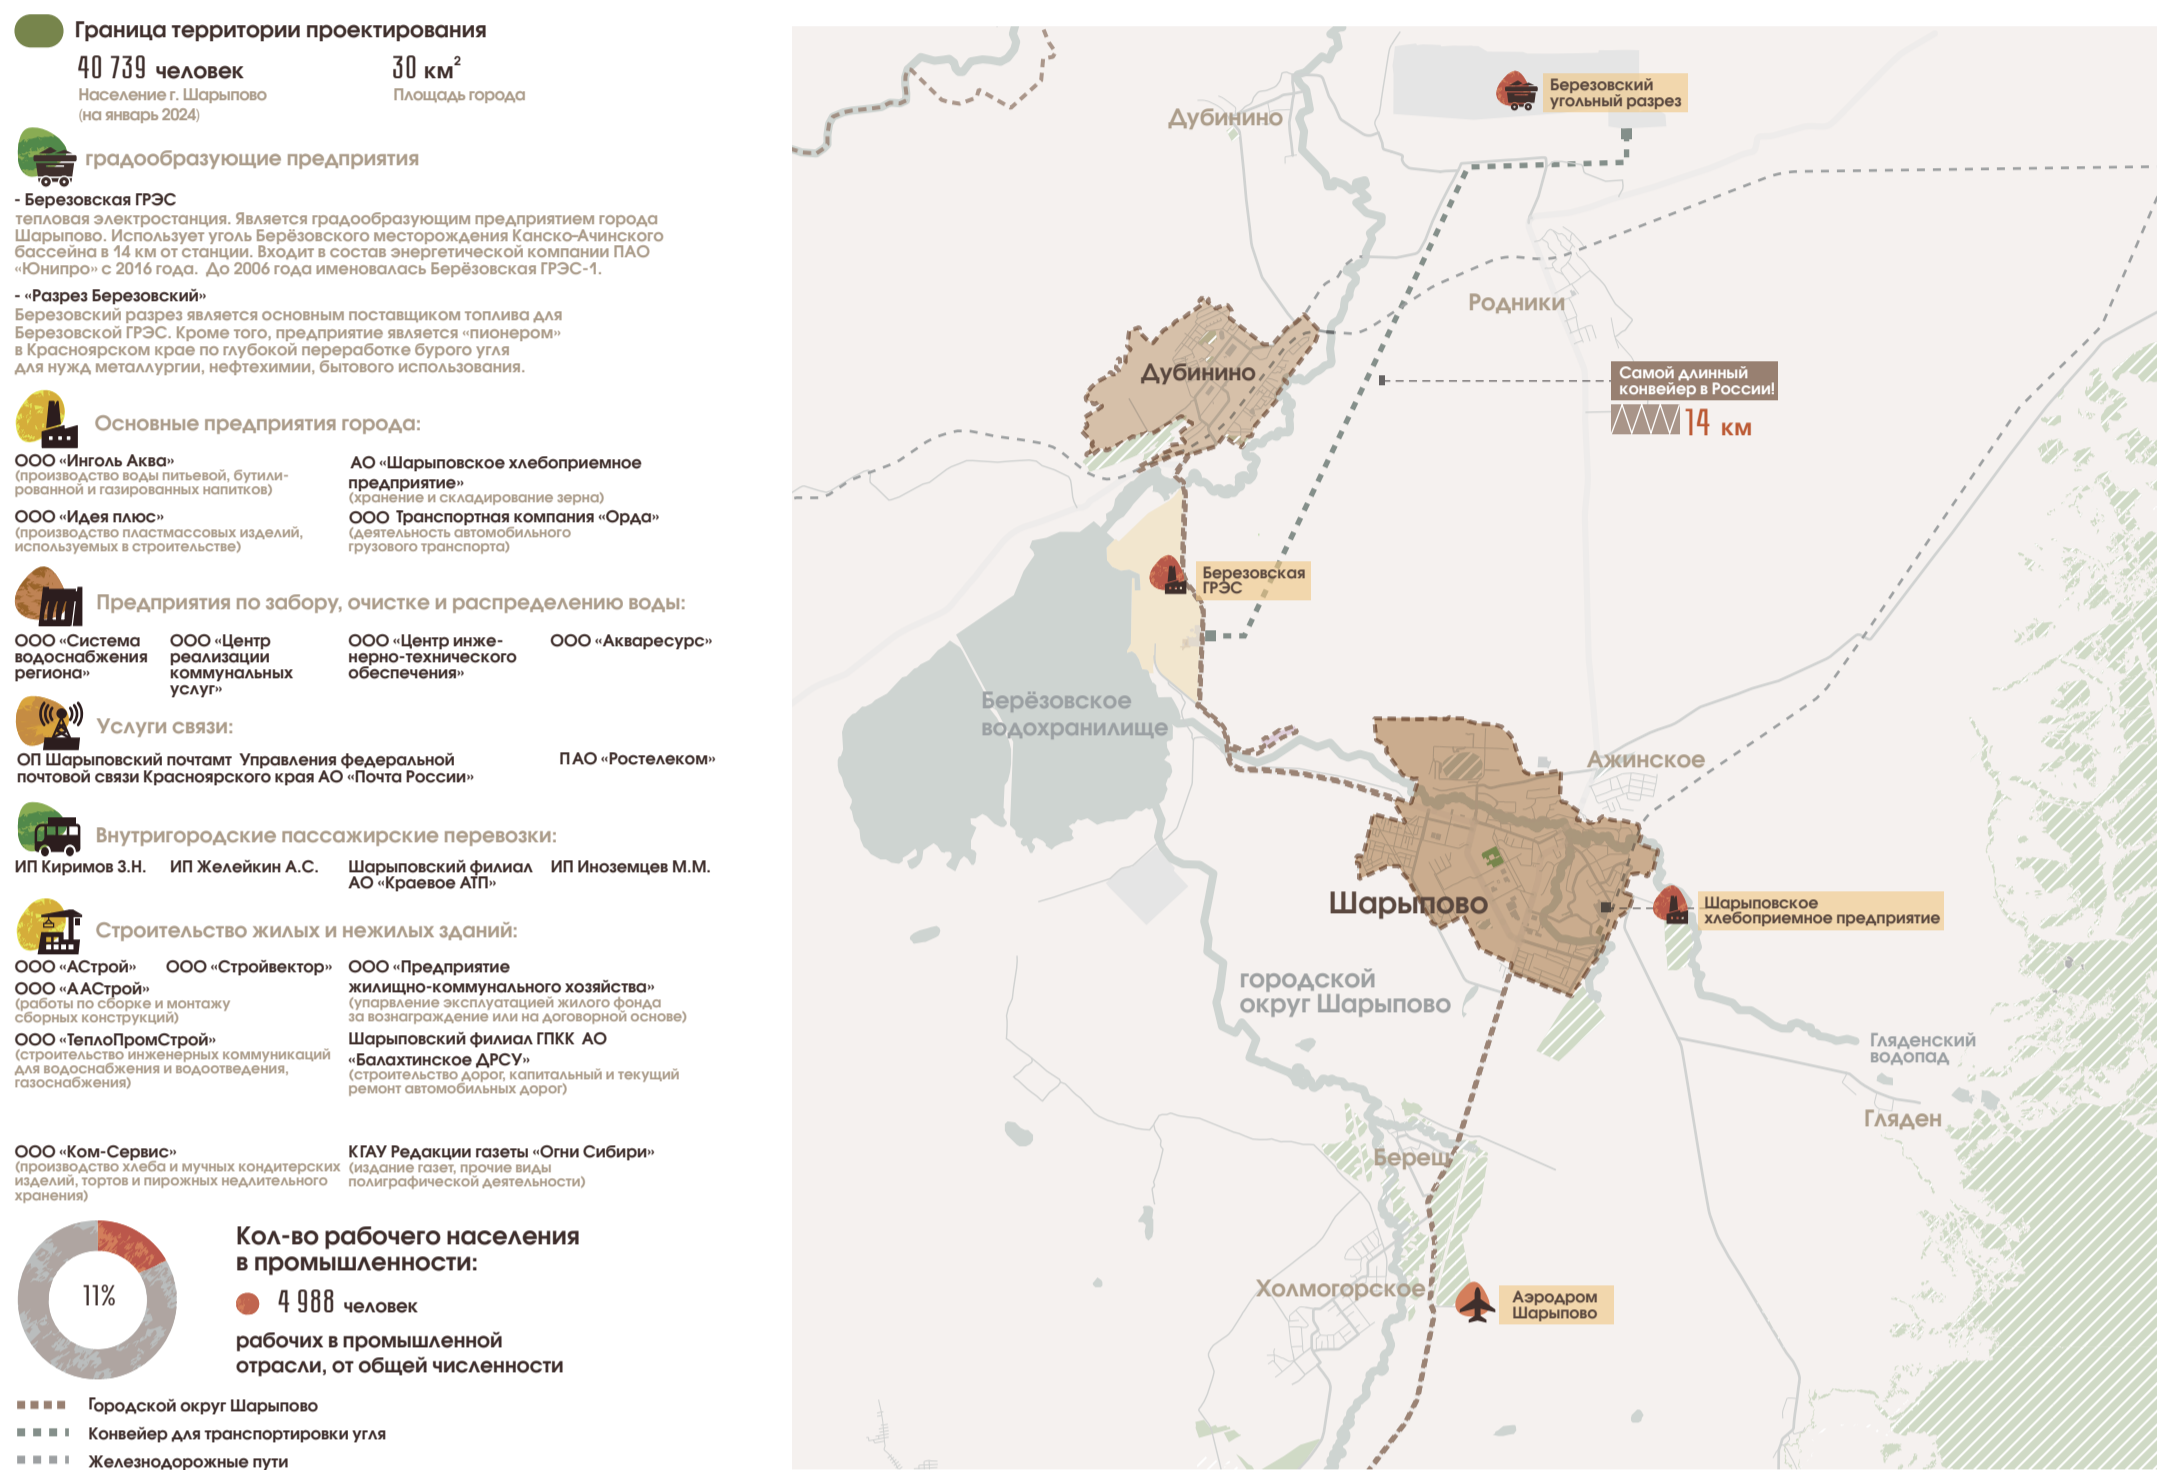 Граница территории проектирования
40 739 человек
Население г. Шарыпово
(на январь 2024)
30 км²
Площадь города
градообразующие предприятия
- Березовская ГРЭС
тепловая электростанция. Является градообразующим предприятием города
Шарыпово. Использует уголь Берёзовского месторождения Канско-Ачинского
бассейна в 14 км от станции. Входит в состав энергетической компании ПАО
«Юнипро» с 2016 года. До 2006 года именовалась Берёзовская ГРЭС-1.
- «Разрез Березовский»
Березовский разрез является основным поставщиком топлива для
Березовской ГРЭС. Кроме того, предприятие является «пионером»
в Красноярском крае по глубокой переработке бурого угля
для нужд металлургии, нефтехимии, бытового использования.
Основные предприятия города:
ООО «Инголь Аква»
(производство воды питьевой, бутили-
рованной и газированных напитков)
АО «Шарыповское хлебоприемное
предприятие»
(хранение и складирование зерна)
ООО «Идея плюс»
(производство пластмассовых изделий,
используемых в строительстве)
ООО Транспортная компания «Орда»
(деятельность автомобильного
грузового транспорта)
Предприятия по забору, очистке и распределению воды:
ООО «Система
водоснабжения
региона»
ООО «Центр
реализации
коммунальных
услуг»
ООО «Центр инже-
нерно-технического
обеспечения»
ООО «Акваресурс»
Услуги связи:
ОП Шарыповский почтамт Управления федеральной
почтовой связи Красноярского края АО «Почта России»
ПАО «Ростелеком»
Внутригородские пассажирские перевозки:
ИП Киримов З.Н.
ИП Желейкин А.С.
Шарыповский филиал
АО «Краевое АТП»
ИП Иноземцев М.М.
Строительство жилых и нежилых зданий:
ООО «АСтрой»
ООО «Стройвектор»
ООО «ААСтрой»
(работы по сборке и монтажу
сборных конструкций)
ООО «Предприятие
жилищно-коммунального хозяйства»
(упарвление эксплуатацией жилого фонда
за вознаграждение или на договорной основе)
ООО «ТеплоПромСтрой»
(строительство инженерных коммуникаций
для водоснабжения и водоотведения,
газоснабжения)
Шарыповский филиал ГПКК АО
«Балахтинское ДРСУ»
(строительство дорог, капитальный и текущий
ремонт автомобильных дорог)
ООО «Ком-Сервис»
(производство хлеба и мучных кондитерских
изделий, тортов и пирожных недлительного
хранения)
КГАУ Редакции газеты «Огни Сибири»
(издание газет, прочие виды
полиграфической деятельности)
11%
Кол-во рабочего населения
в промышленности:
4 988 человек
рабочих в промышленной
отрасли, от общей численности
Городской округ Шарыпово
Конвейер для транспортировки угля
Железнодорожные пути
Дубинино
Березовский
угольный разрез
Родники
Дубинино
Самой длинный
конвейер в России!
14 км
Березовская
ГРЭС
Берёзовское
водохранилище
Ажинское
Шарыпово
Шарыповское
хлебоприемное предприятие
городской
округ Шарыпово
Гляденский
водопад
Гляден
Береш
Холмогорское
Аэродром
Шарыпово